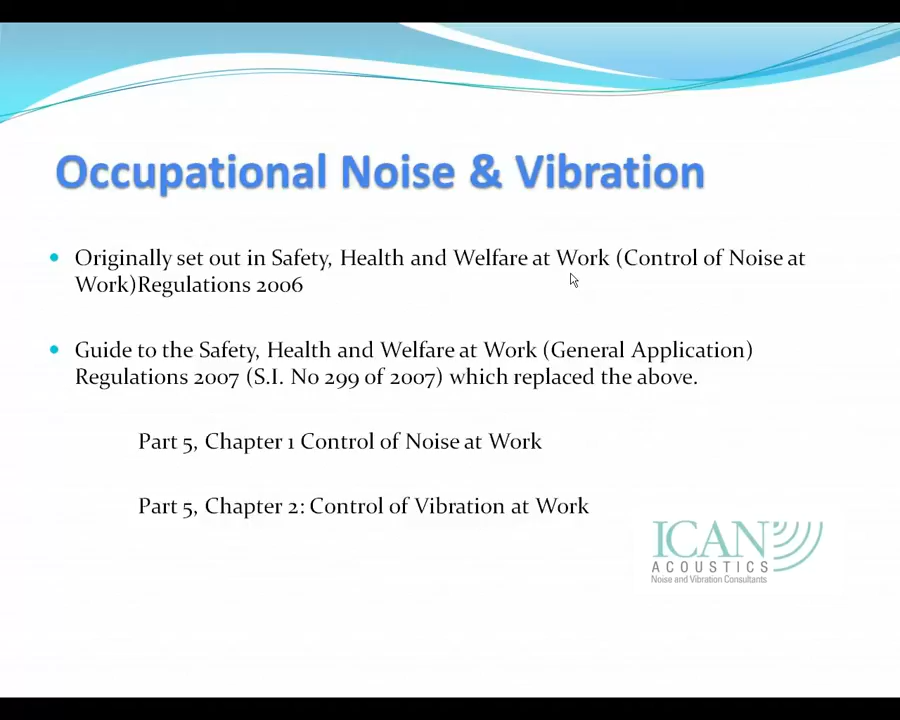 Occupational Noise & Vibration
Originally set out in Safety, Health and Welfare at Work (Control of Noise at
Work)Regulations 2006
Guide to the Safety, Health and Welfare at Work (General Application)
Regulations 2007 (S.I. No 299 of 2007) which replaced the above.
Part 5, Chapter 1 Control of Noise at Work
Part 5, Chapter 2: Control of Vibration at Work
ICAN
ACOUSTICS
Noise and Vibration Consultants